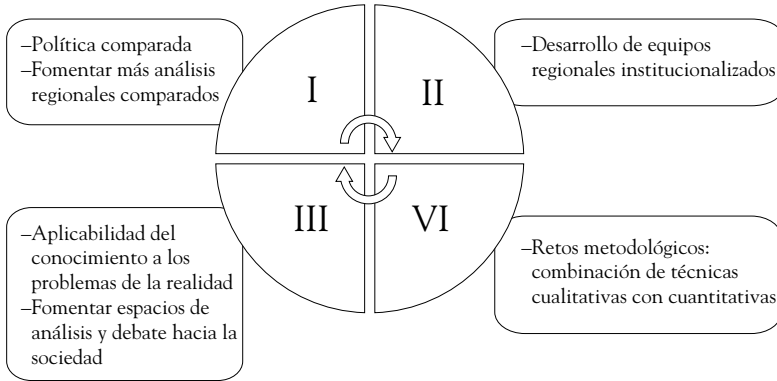 –Política comparada
–Fomentar más análisis
regionales comparados
I
II
–Desarrollo de equipos
regionales institucionalizados
–Aplicabilidad del
conocimiento a los
problemas de la realidad
–Fomentar espacios de
análisis y debate hacia la
sociedad
III
VI
–Retos metodológicos:
combinación de técnicas
cualitativas con cuantitativas